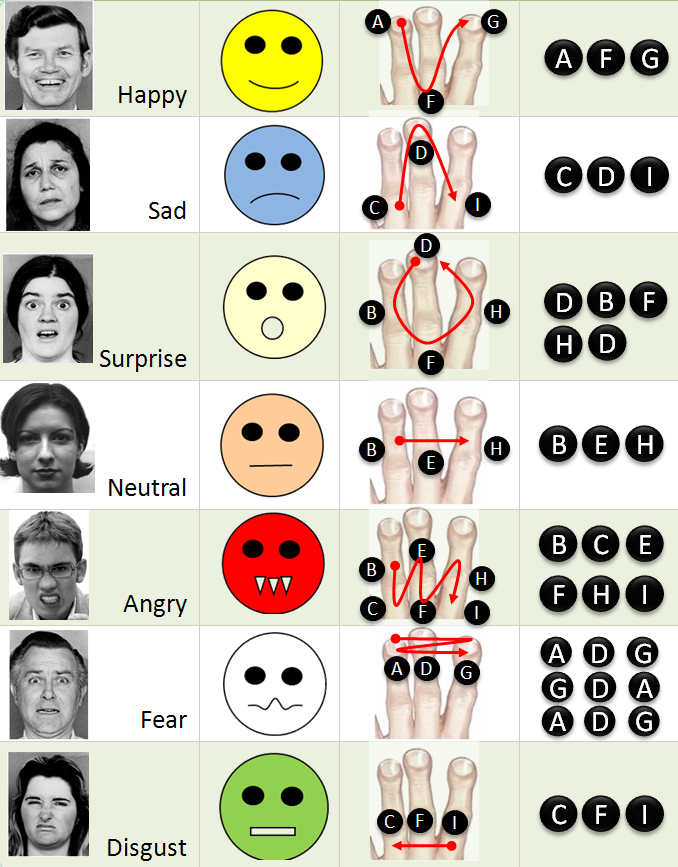 Happy
A G
F
A F G
Sad
D
C I
C D I
Surprise
D
B H
F
D B F
H D
Neutral
B E H
B E H
Angry
E
B H
C F I
B C E
F H I
Fear
A D G
A D G
G D A
A D G
Disgust
C F I
C F I